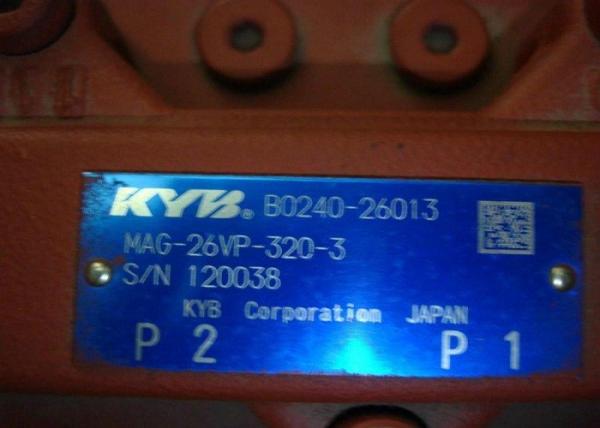 KYB® B0240-26013
MAG-26VP-320-3
S/N 120038
KYB Corporation JAPAN
P 2 P 1